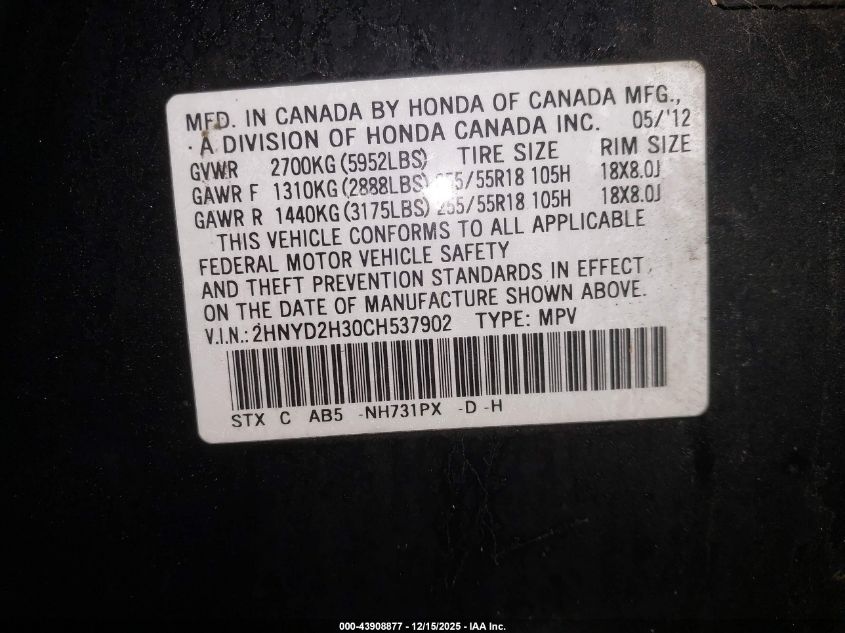 MFD. IN CANADA BY HONDA OF CANADA MFG.,
A DIVISION OF HONDA CANADA INC. 05/'12
GVWR 2700KG (5952LBS) TIRE SIZE RIM SIZE
GAWR F 1310KG (2888LBS) /55R18 105H 18X8.0J
GAWR R 1440KG (3175LBS) 255/55R18 105H 18X8.0J
THIS VEHICLE CONFORMS TO ALL APPLICABLE
FEDERAL MOTOR VEHICLE SAFETY
AND THEFT PREVENTION STANDARDS IN EFFECT
ON THE DATE OF MANUFACTURE SHOWN ABOVE.
V.I.N.: 2HNYD2H30CH537902 TYPE: MPV
STX C AB5 -NH731PX -D -H
000-43908877 - 12/15/2025 - IAA Inc.